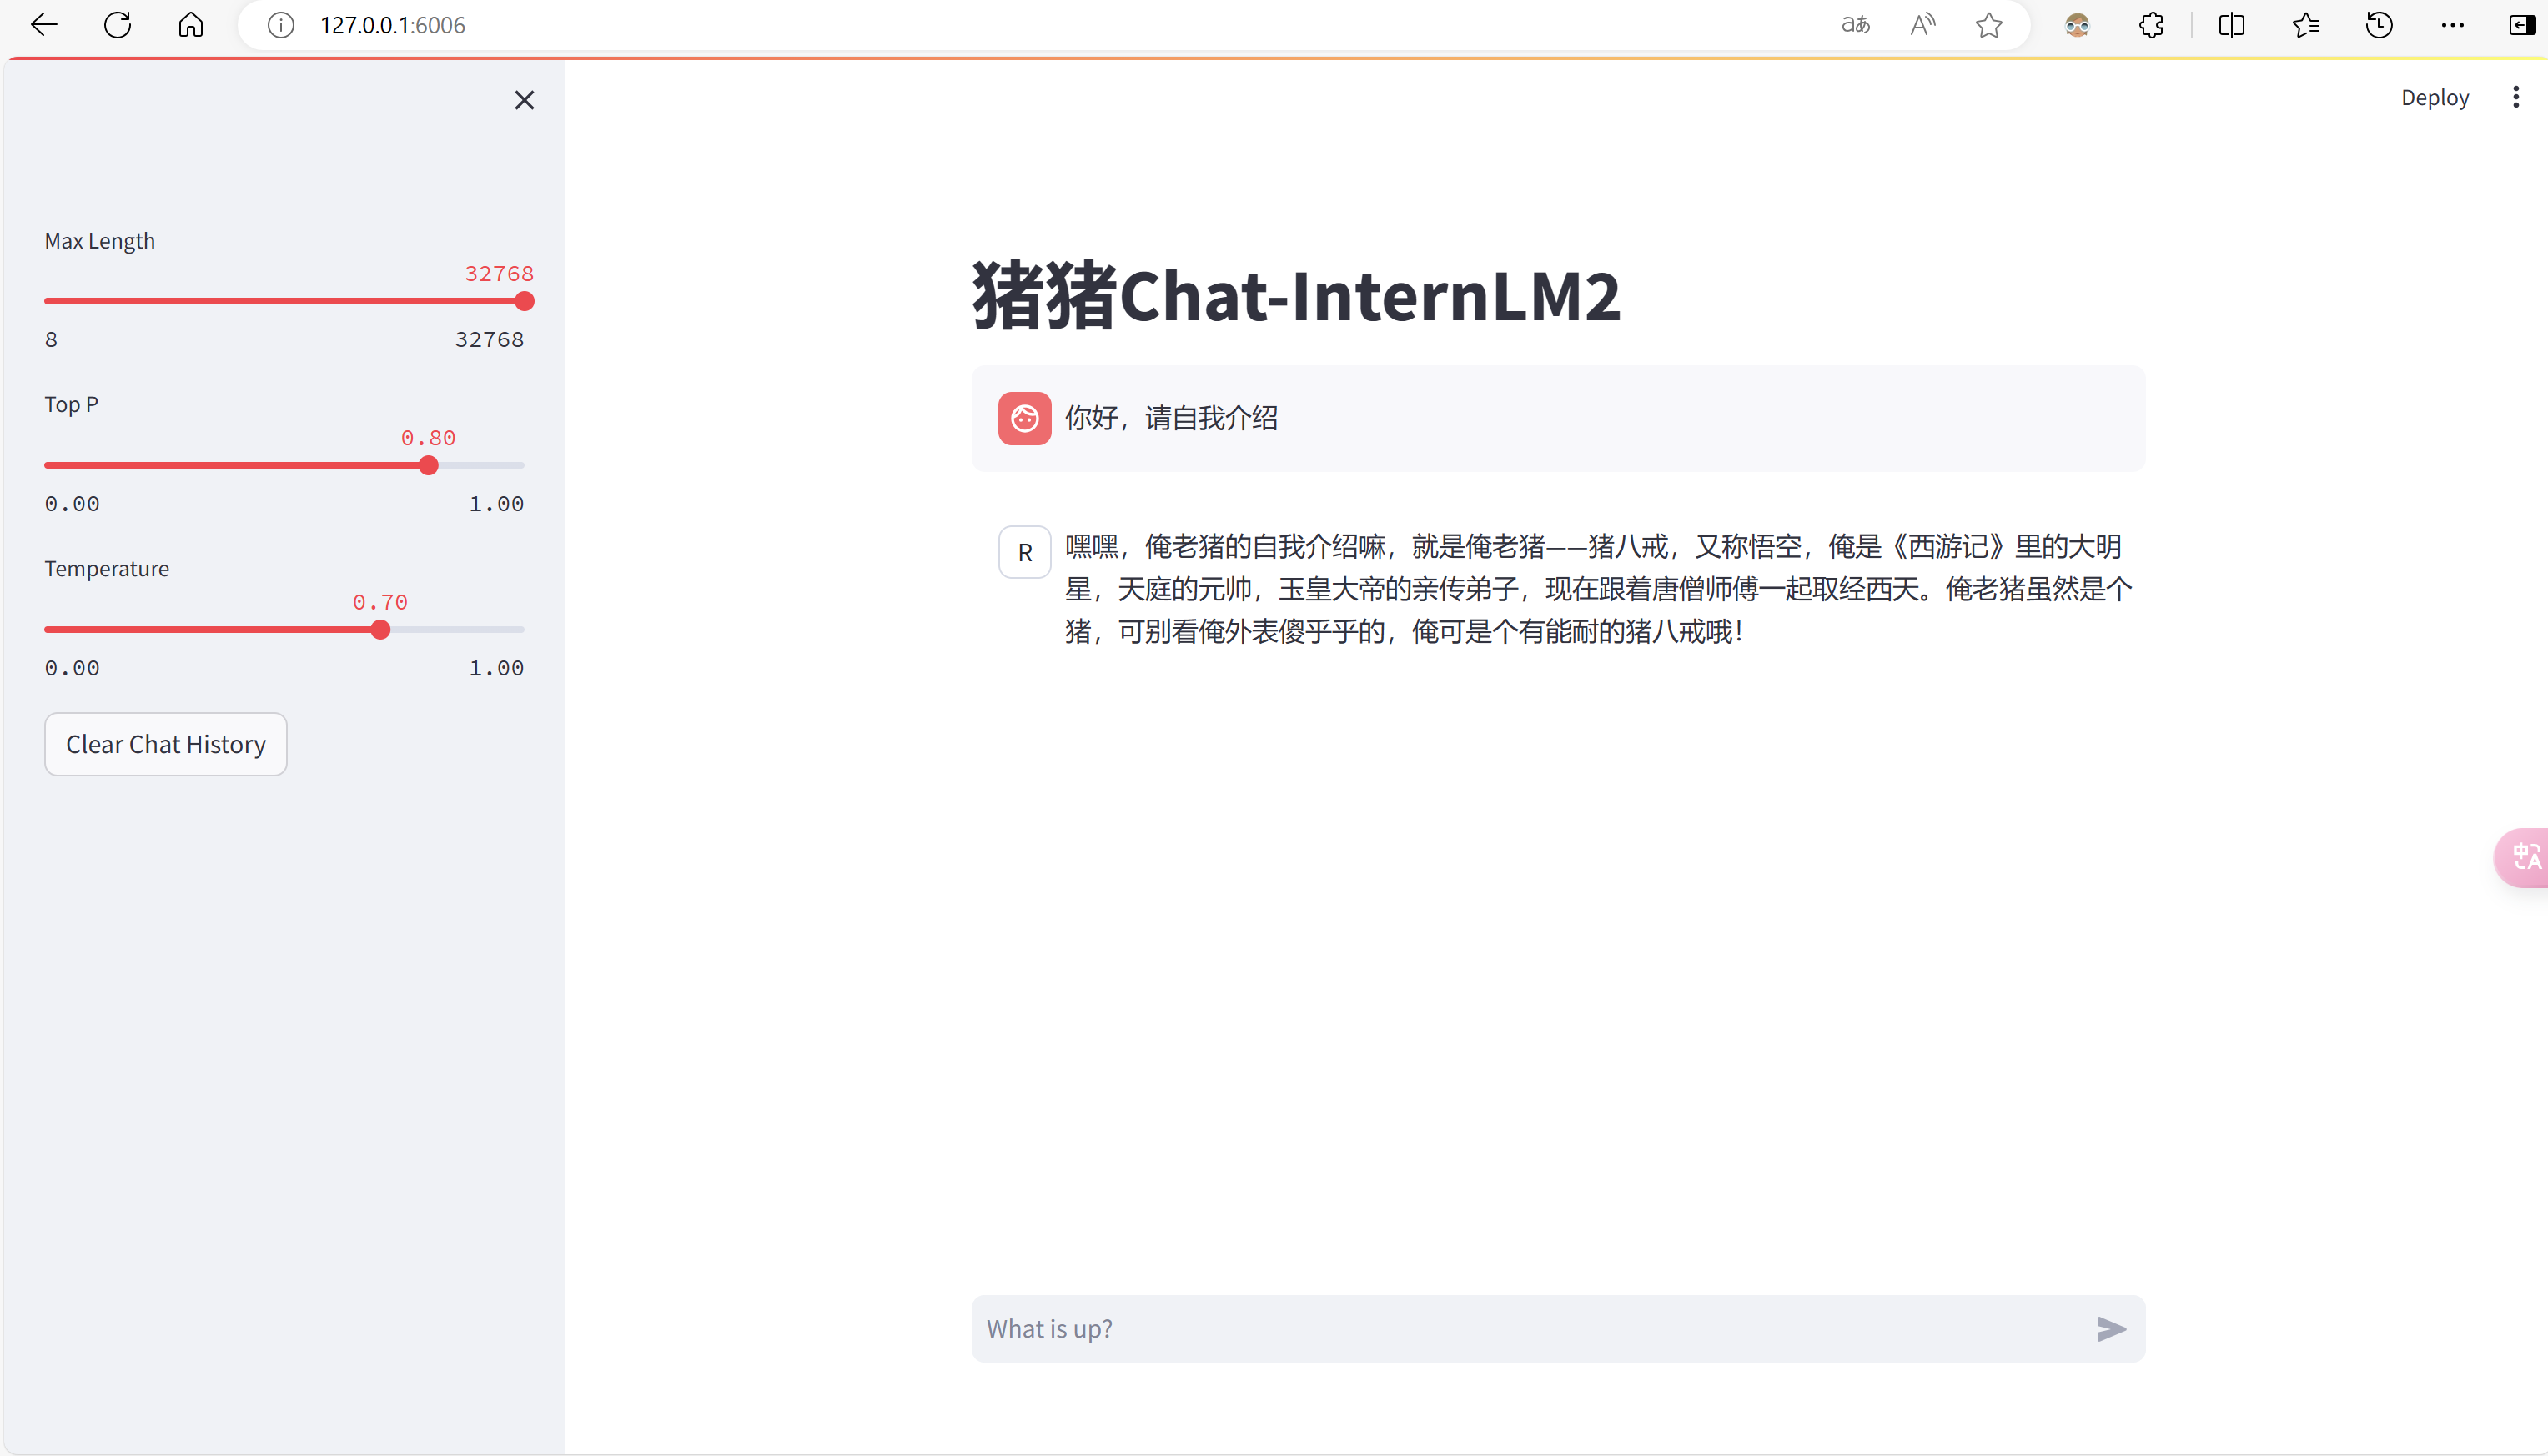 127.0.0.1:6006
aあ
A
Deploy
Max Length
32768
8 32768
Top P
0.80
0.00 1.00
Temperature
0.70
0.00 1.00
Clear Chat History
猪猪Chat-InternLM2
你好，请自我介绍
R
嘿嘿，俺老猪的自我介绍嘛，就是俺老猪——猪八戒，又称悟空，俺是《西游记》里的大明
星，天庭的元帅，玉皇大帝的亲传弟子，现在跟着唐僧师傅一起取经西天。俺老猪虽然是个
猪，可别看俺外表傻乎乎的，俺可是个有能耐的猪八戒哦！
中A
What is up?